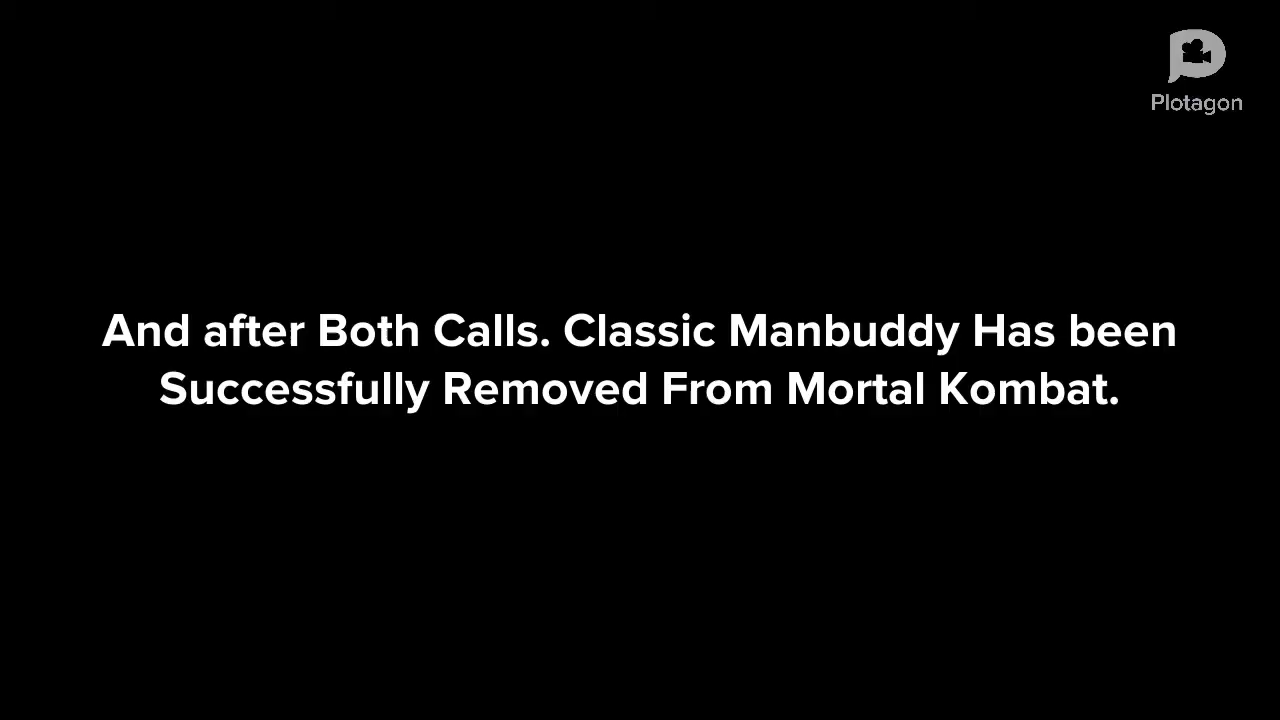 Plotagon
And after Both Calls. Classic Manbuddy Has been
Successfully Removed From Mortal Kombat.